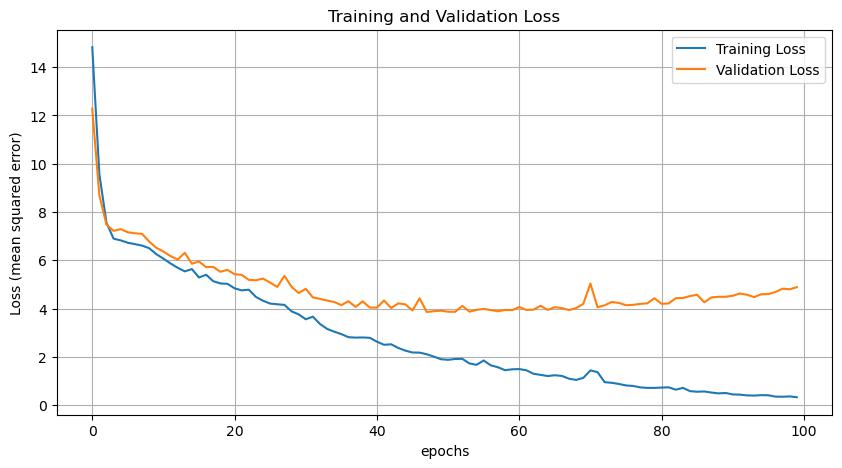 Training and Validation Loss
Training Loss
Validation Loss
Loss (mean squared error)
14
12
10
8
6
4
2
0
0 20 40 60 80 100
epochs